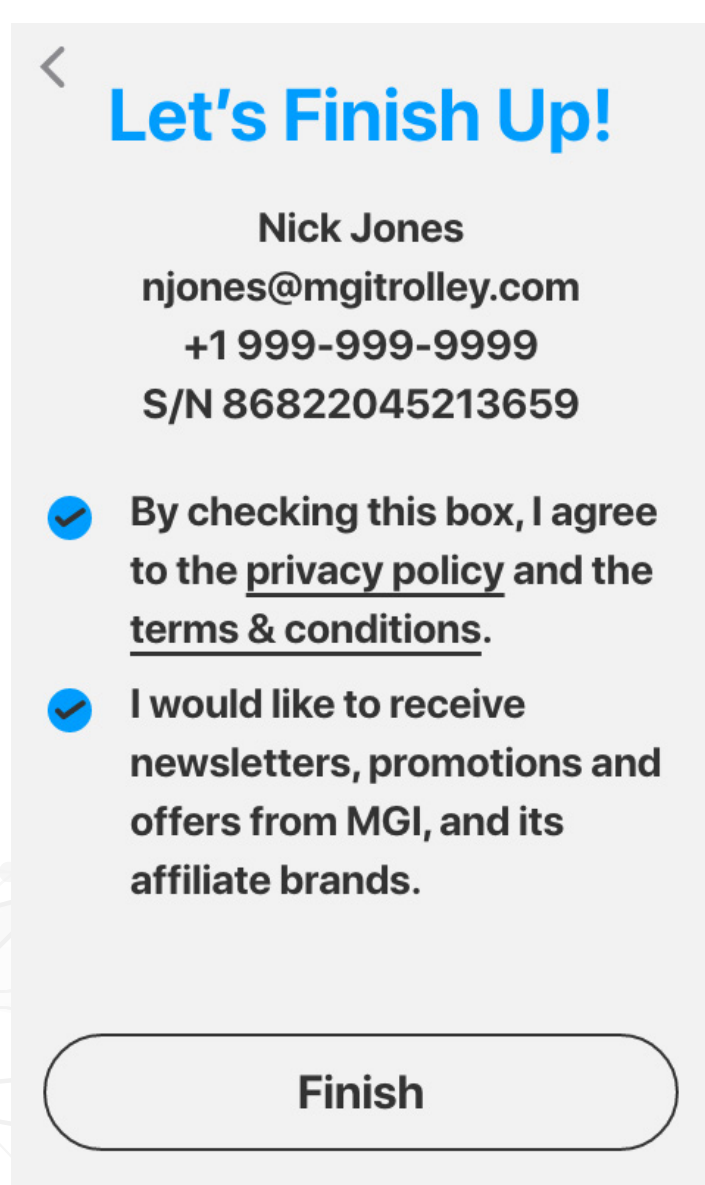 Let’s Finish Up!
Nick Jones
njones@mgitrolley.com
+1 999-999-9999
S/N 86822045213659
By checking this box, I agree
to the privacy policy and the
terms & conditions.
I would like to receive
newsletters, promotions and
offers from MGI, and its
affiliate brands.
Finish